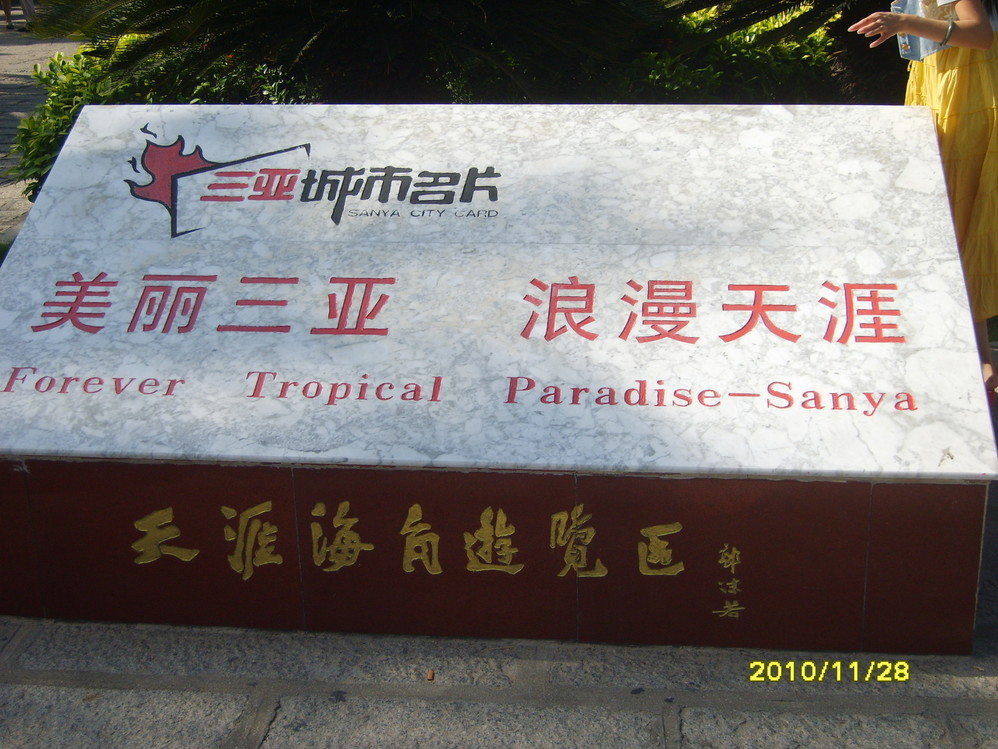 三亚城市名片
SANYA CITY CARD
美丽三亚 浪漫天涯
Forever Tropical Paradise-Sanya
天涯海角遊覽区
郭沫若
2010/11/28